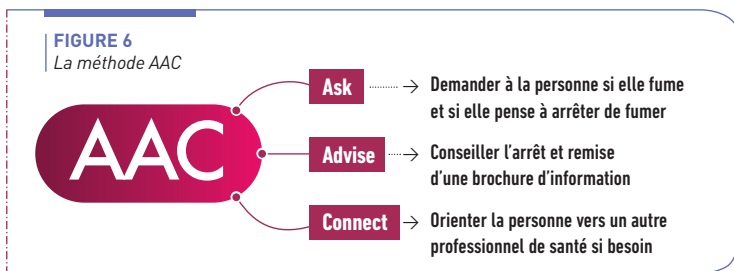 FIGURE 6
La méthode AAC
AAC
Ask
Demander à la personne si elle fume
et si elle pense à arrêter de fumer
Advise
Conseiller l'arrêt et remise
d'une brochure d'information
Connect
Orienter la personne vers un autre
professionnel de santé si besoin